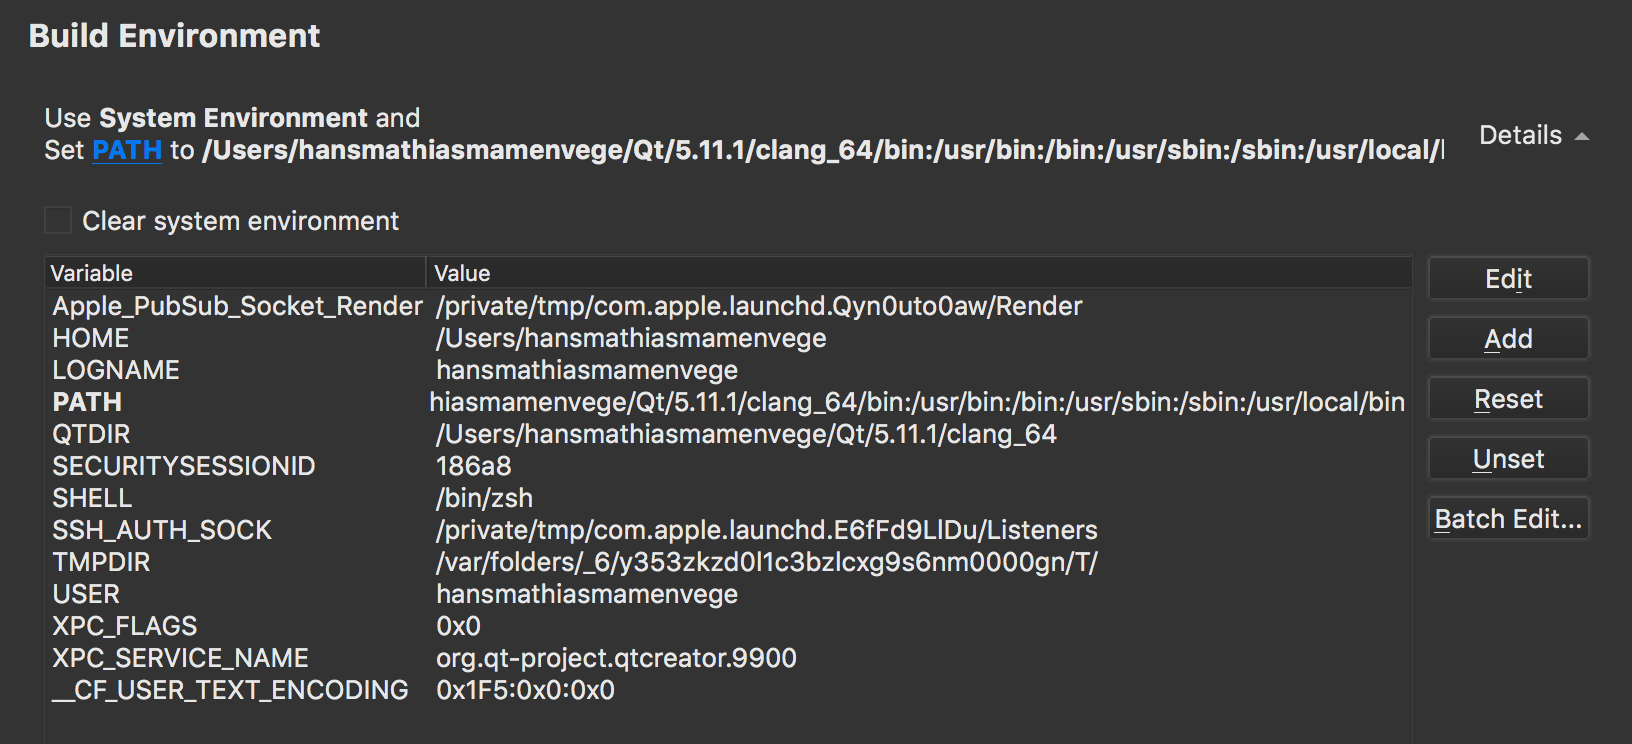 Build Environment
Use System Environment and
Set PATH to /Users/hansmathiasmamenvege/Qt/5.11.1/clang_64/bin:/usr/bin:/bin:/usr/sbin:/sbin:/usr/local/
Details
Clear system environment
Variable Value
Apple_PubSub_Socket_Render /private/tmp/com.apple.launchd.Qyn0uto0aw/Render
HOME /Users/hansmathiasmamenvege
LOGNAME hansmathiasmamenvege
PATH hiasmamenvege/Qt/5.11.1/clang_64/bin:/usr/bin:/bin:/usr/sbin:/sbin:/usr/local/bin
QTDIR /Users/hansmathiasmamenvege/Qt/5.11.1/clang_64
SECURITYSESSIONID 186a8
SHELL /bin/zsh
SSH_AUTH_SOCK /private/tmp/com.apple.launchd.E6fFd9LlDu/Listeners
TMPDIR /var/folders/_6/y353zkzd0l1c3bzlcxg9s6nm0000gn/T/
USER hansmathiasmamenvege
XPC_FLAGS 0x0
XPC_SERVICE_NAME org.qt-project.qtcreator.9900
__CF_USER_TEXT_ENCODING 0x1F5:0x0:0x0
Edit
Add
Reset
Unset
Batch Edit...